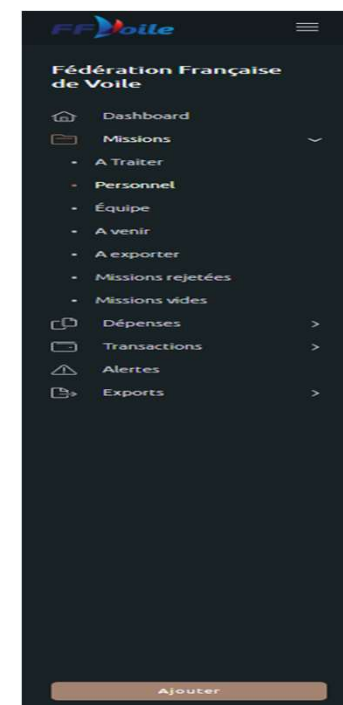 FFVoile
Fédération Française
de Voile
Dashboard
Missions
A Traiter
Personnel
Équipe
A venir
A exporter
Missions rejetées
Missions vides
Dépenses >
Transactions >
Alertes
Exports >
Ajouter